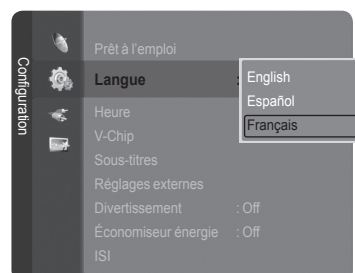 Configuration
Prêt à l'emploi
Langue :
English
Español
Français
Heure
V-Chip
Sous-titres
Réglages externes
Divertissement : Off
Économiseur énergie : Off
ISI